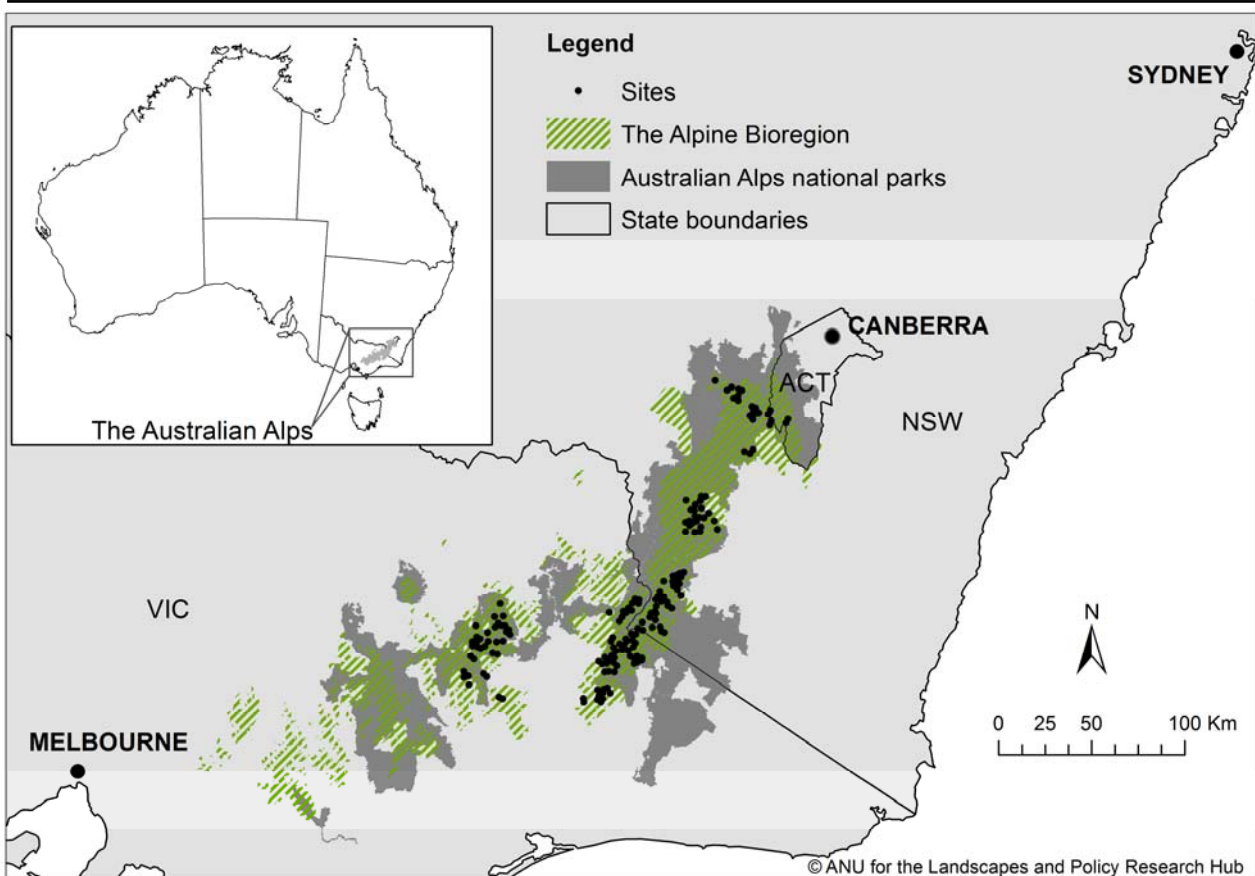 Legend
Sites
The Alpine Bioregion
Australian Alps national parks
State boundaries
SYDNEY
The Australian Alps
CANBERRA
ACT
NSW
VIC
MELBOURNE
N
0 25 50 100 Km
© ANU for the Landscapes and Policy Research Hub